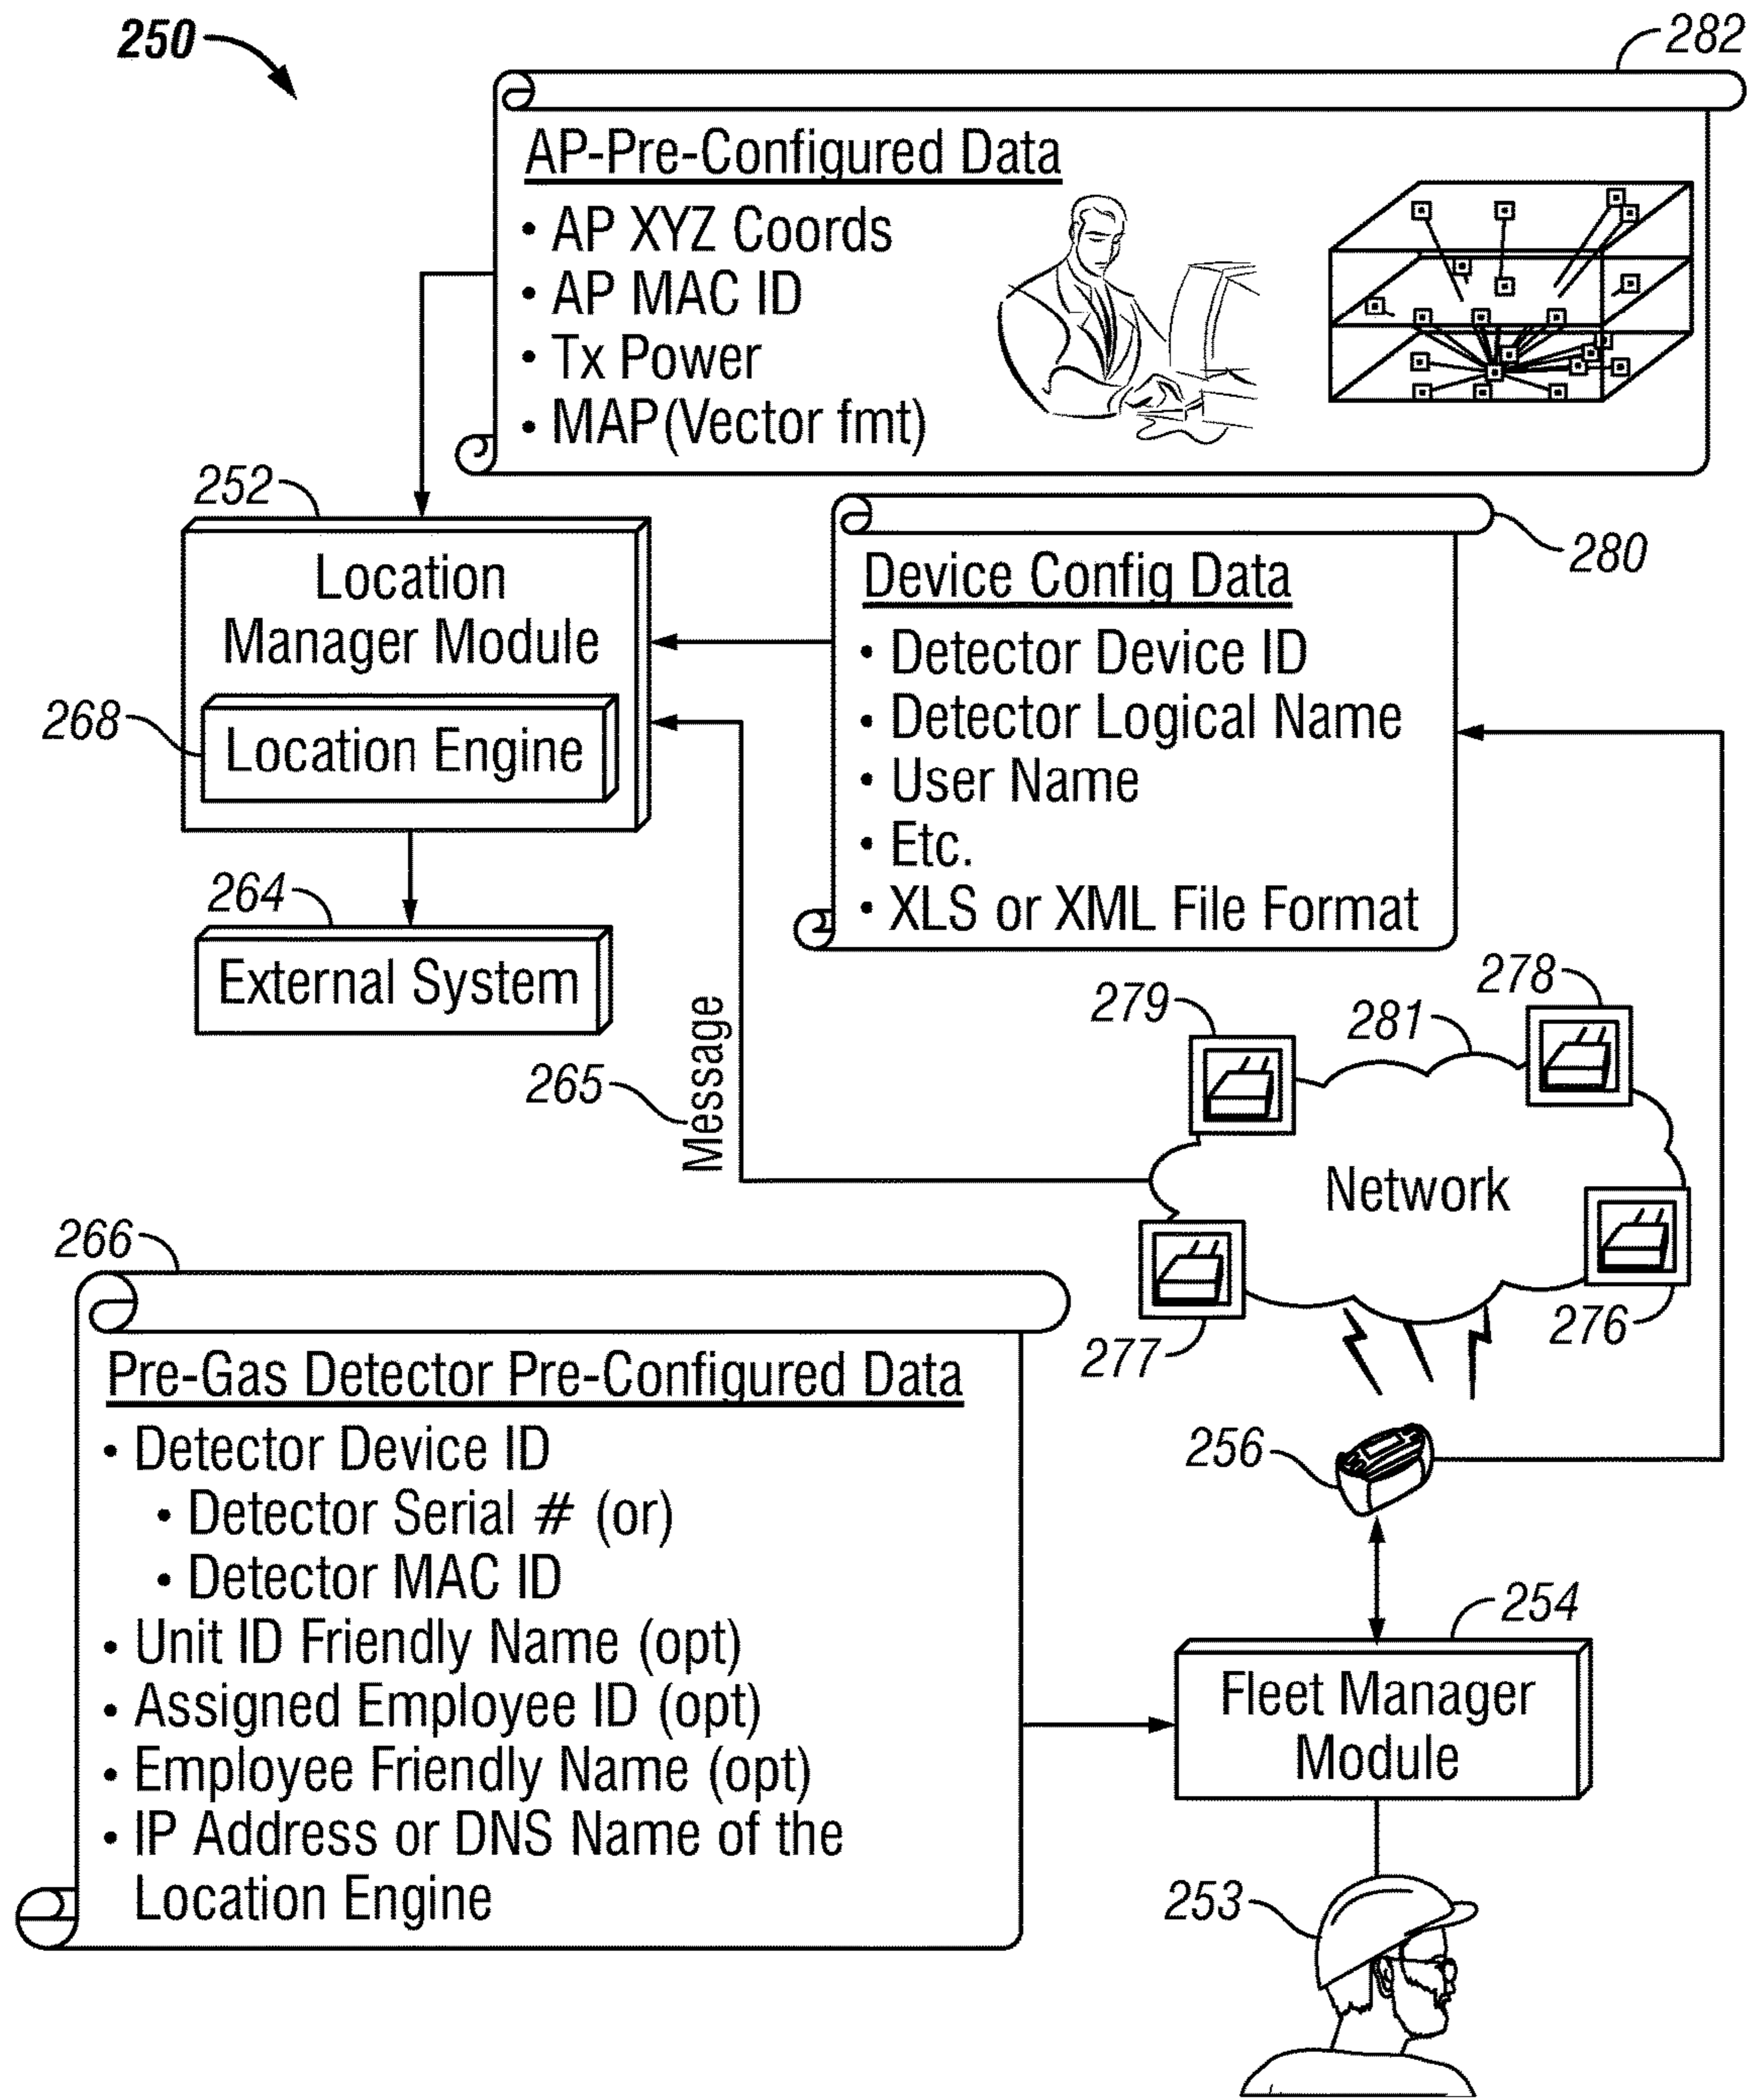 250
282
AP-Pre-Configured Data
• AP XYZ Coords
• AP MAC ID
• Tx Power
• MAP(Vector fmt)
252
Location
Manager Module
268
Location Engine
280
Device Config Data
• Detector Device ID
• Detector Logical Name
• User Name
• Etc.
• XLS or XML File Format
264
External System
265
Message
279
281
278
Network
277
276
266
Pre-Gas Detector Pre-Configured Data
• Detector Device ID
• Detector Serial # (or)
• Detector MAC ID
• Unit ID Friendly Name (opt)
• Assigned Employee ID (opt)
• Employee Friendly Name (opt)
• IP Address or DNS Name of the
Location Engine
256
254
Fleet Manager
Module
253